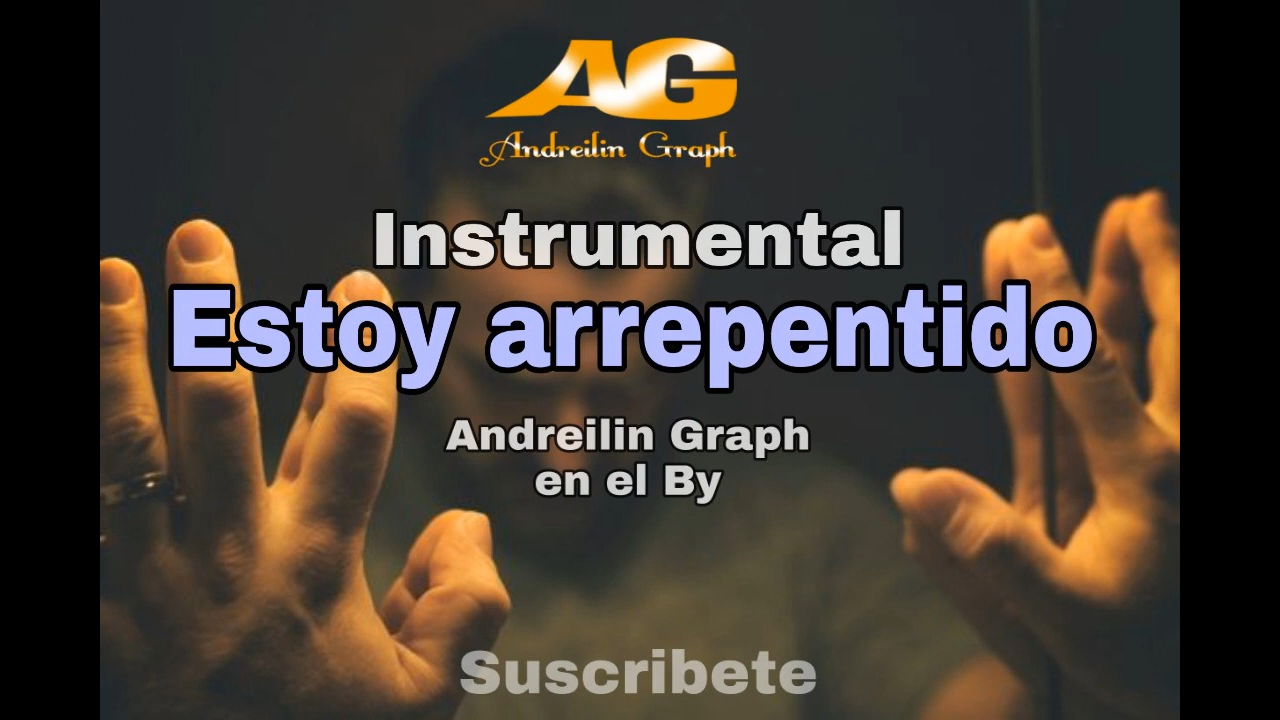 AG
Andreilin Graph
Instrumental
Estoy arrepentido
Andreilin Graph
en el By
Suscribete